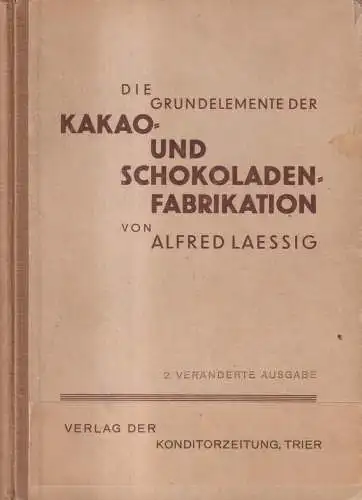 DIE
GRUNDELEMENTE DER
KAKAO-
UND
SCHOKOLADEN-
FABRIKATION
VON
ALFRED LAESSIG
2. VERÄNDERTE AUSGABE
VERLAG DER
KONDITORZEITUNG, TRIER